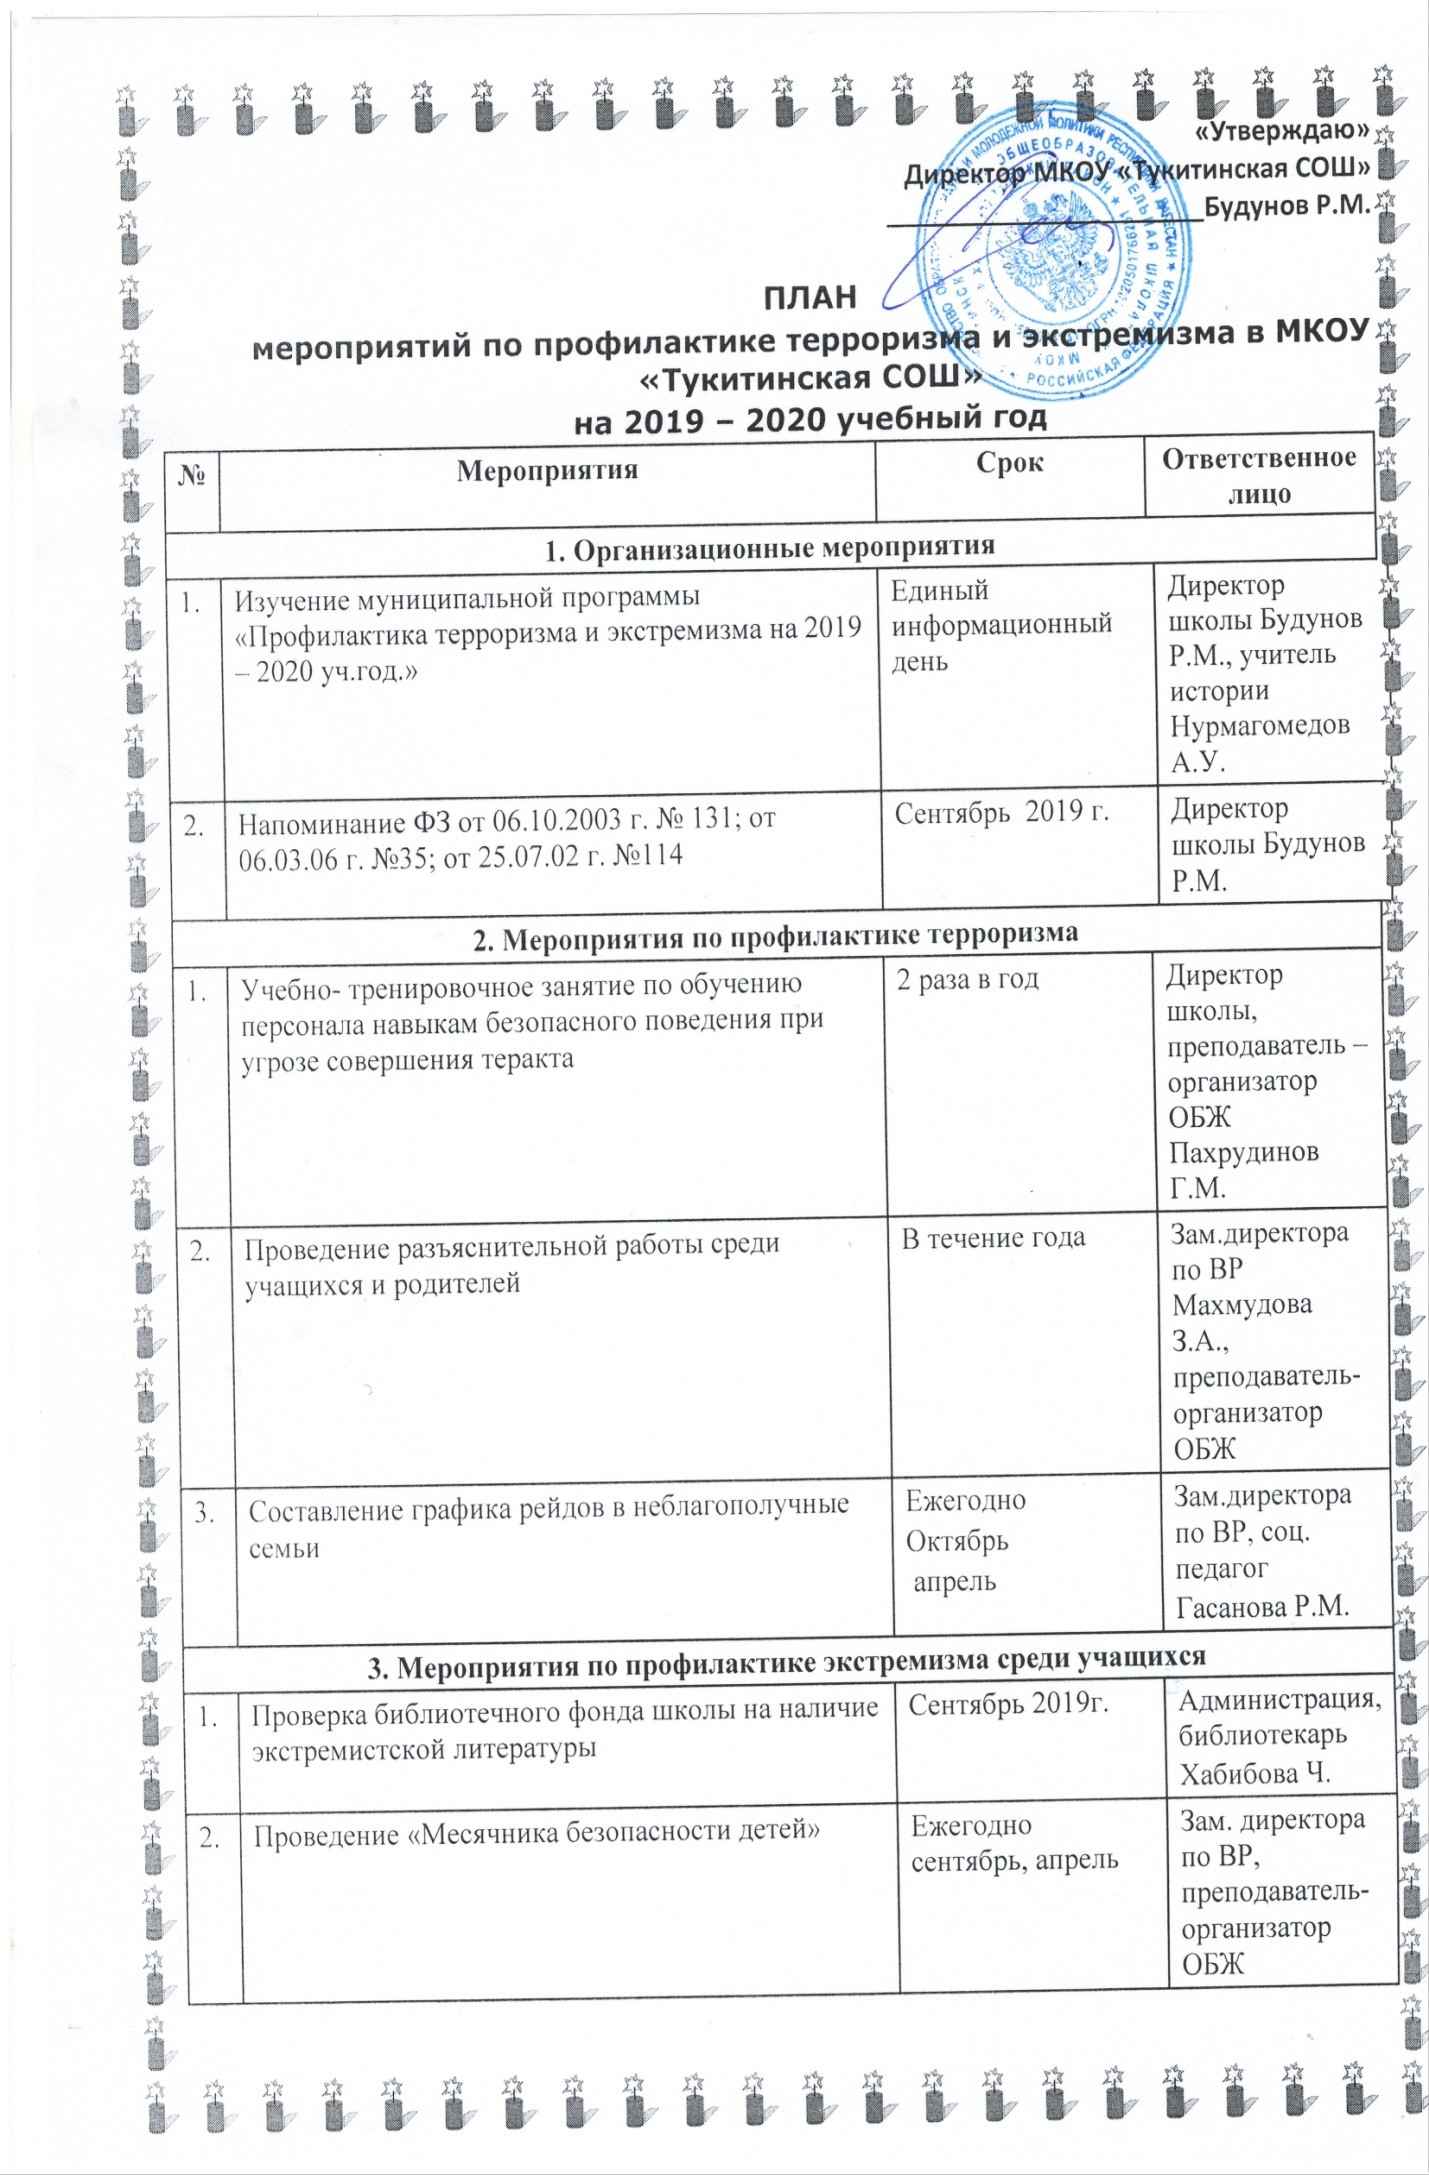 «Утверждаю»
Директор МКОУ «Тукитинская СОШ»
Будунов Р.М.
ПЛАН
мероприятий по профилактике терроризма и экстремизма в МКОУ
«Тукитинская СОШ»
на 2019 – 2020 учебный год
№ Мероприятия Срок Ответственное
лицо
1. Организационные мероприятия
1. Изучение муниципальной программы
«Профилактика терроризма и экстремизма на 2019
– 2020 уч.год.»
Единый
информационный
день
Директор
школы Будунов
Р.М., учитель
истории
Нурмагомедов
А.У.
2. Напоминание ФЗ от 06.10.2003 г. № 131; от
06.03.06 г. №35; от 25.07.02 г. №114
Сентябрь 2019 г.
Директор
школы Будунов
Р.М.
2. Мероприятия по профилактике терроризма
1. Учебно- тренировочное занятие по обучению
персонала навыкам безопасного поведения при
угрозе совершения теракта
2 раза в год
Директор
школы,
преподаватель –
организатор
ОБЖ
Пахрудинов
Г.М.
2. Проведение разъяснительной работы среди
учащихся и родителей
В течение года
Зам.директора
по ВР
Махмудова
З.А.,
преподаватель-
организатор
ОБЖ
3. Составление графика рейдов в неблагополучные
семьи
Ежегодно
Октябрь
апрель
Зам.директора
по ВР, соц.
педагог
Гасанова Р.М.
3. Мероприятия по профилактике экстремизма среди учащихся
1. Проверка библиотечного фонда школы на наличие
экстремистской литературы
Сентябрь 2019г.
Администрация,
библиотекарь
Хабибова Ч.
2. Проведение «Месячника безопасности детей»
Ежегодно
сентябрь, апрель
Зам. директора
по ВР,
преподаватель-
организатор
ОБЖ
РОССИЙСКАЯ ФЕДЕРАЦИЯ